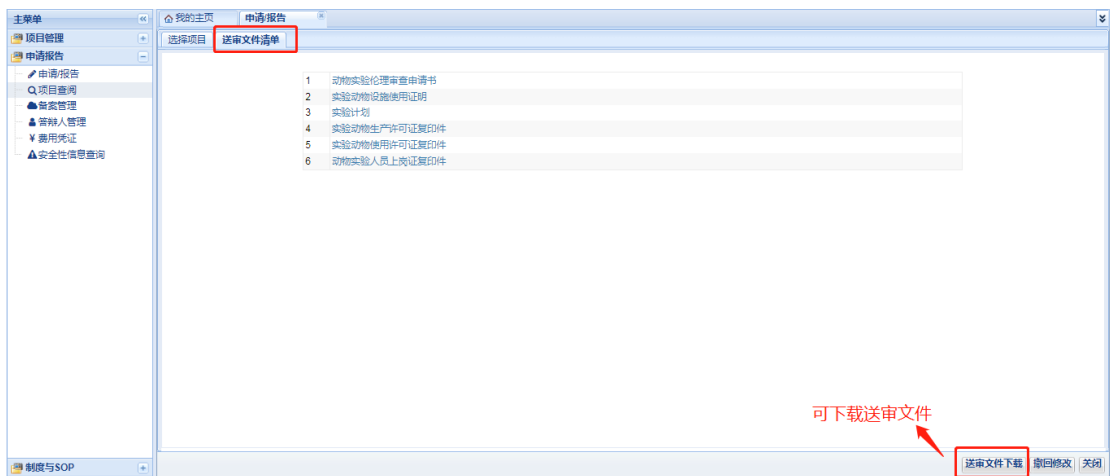 主菜单
我的主页
申请/报告
项目管理
选择项目
送审文件清单
申请报告
申请/报告
项目查阅
备案管理
答辩人管理
¥ 费用凭证
安全性信息查询
1 动物实验伦理审查申请书
2 实验动物设施使用证明
3 实验计划
4 实验动物生产许可证复印件
5 实验动物使用许可证复印件
6 动物实验人员上岗证复印件
可下载送审文件
制度与SOP
送审文件下载 撤回修改 关闭